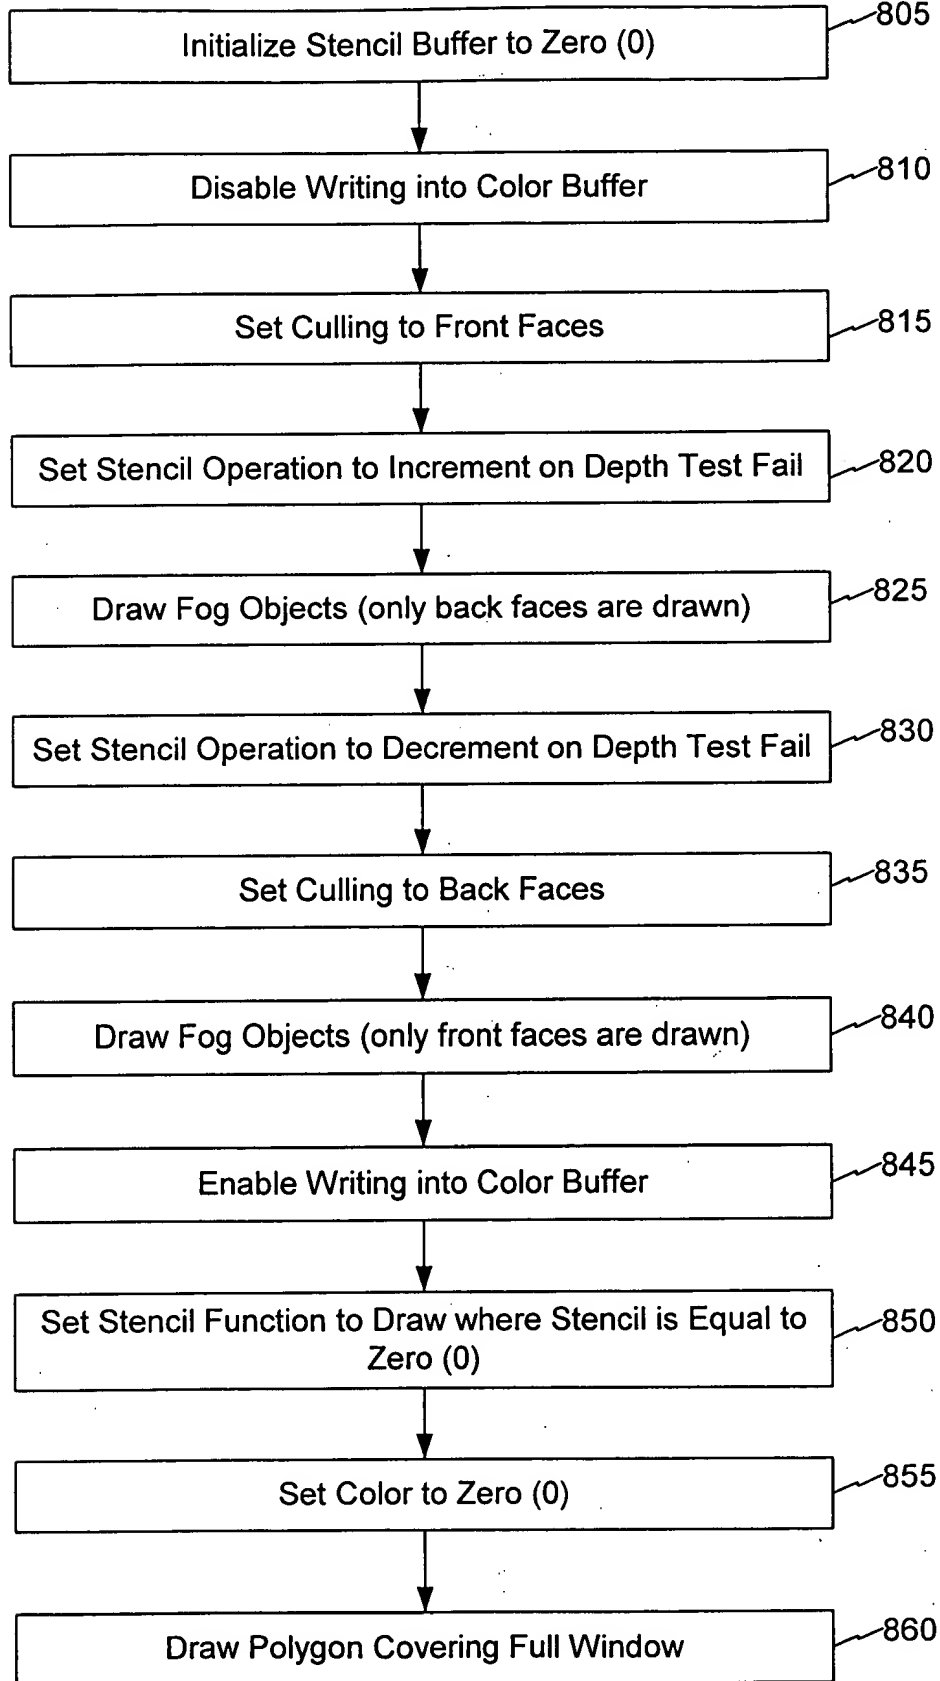 805
Initialize Stencil Buffer to Zero (0)
810
Disable Writing into Color Buffer
815
Set Culling to Front Faces
820
Set Stencil Operation to Increment on Depth Test Fail
825
Draw Fog Objects (only back faces are drawn)
830
Set Stencil Operation to Decrement on Depth Test Fail
835
Set Culling to Back Faces
840
Draw Fog Objects (only front faces are drawn)
845
Enable Writing into Color Buffer
850
Set Stencil Function to Draw where Stencil is Equal to
Zero (0)
855
Set Color to Zero (0)
860
Draw Polygon Covering Full Window